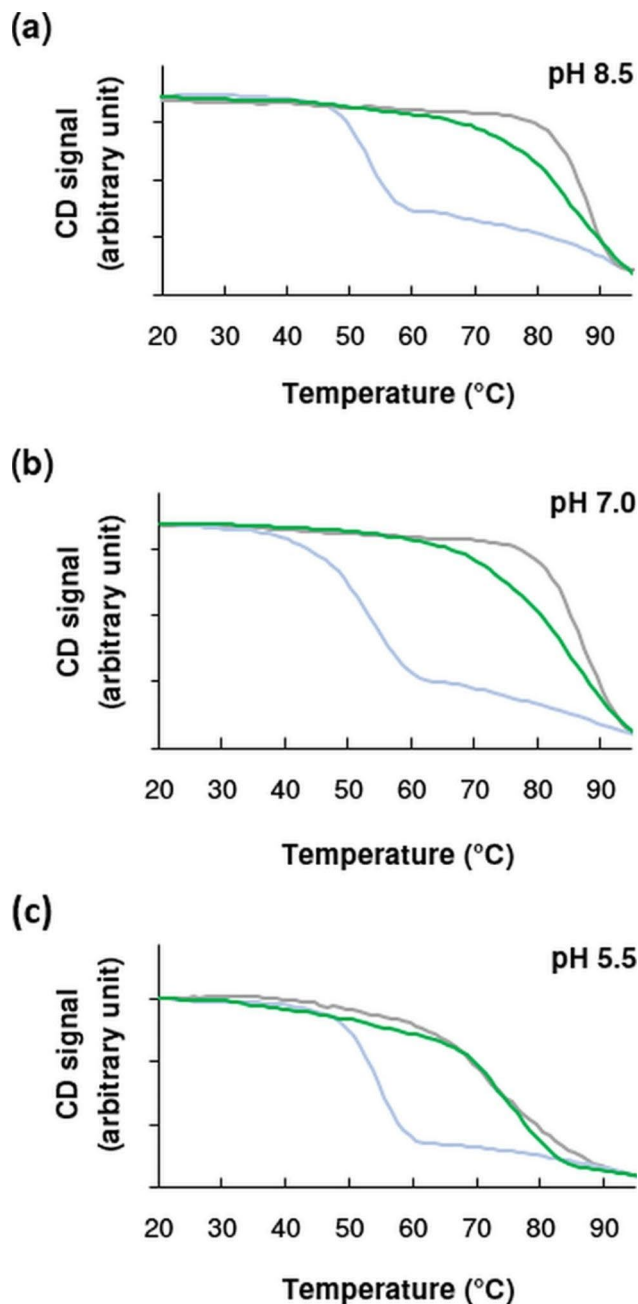 (a)
pH 8.5
CD signal
(arbitrary unit)
20 30 40 50 60 70 80 90
Temperature (°C)
(b)
pH 7.0
CD signal
(arbitrary unit)
20 30 40 50 60 70 80 90
Temperature (°C)
(c)
pH 5.5
CD signal
(arbitrary unit)
20 30 40 50 60 70 80 90
Temperature (°C)